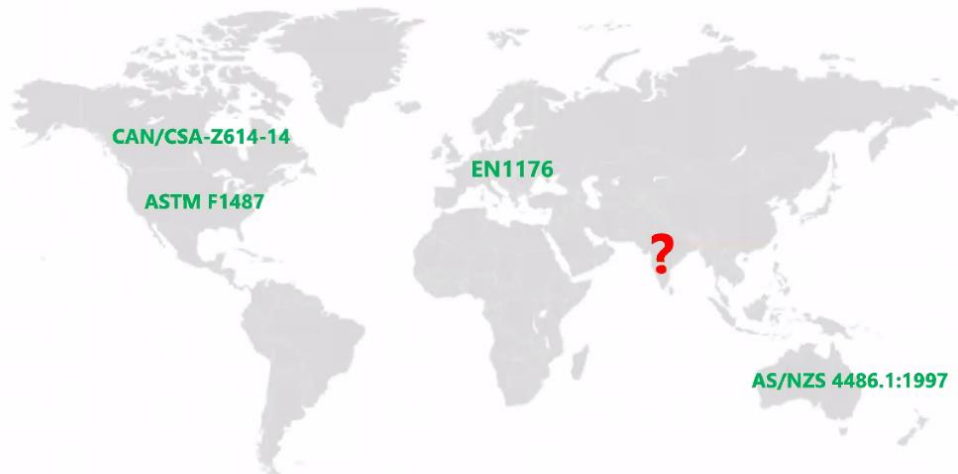 CAN/CSA-Z614-14
EN1176
ASTM F1487
?
AS/NZS 4486.1:1997